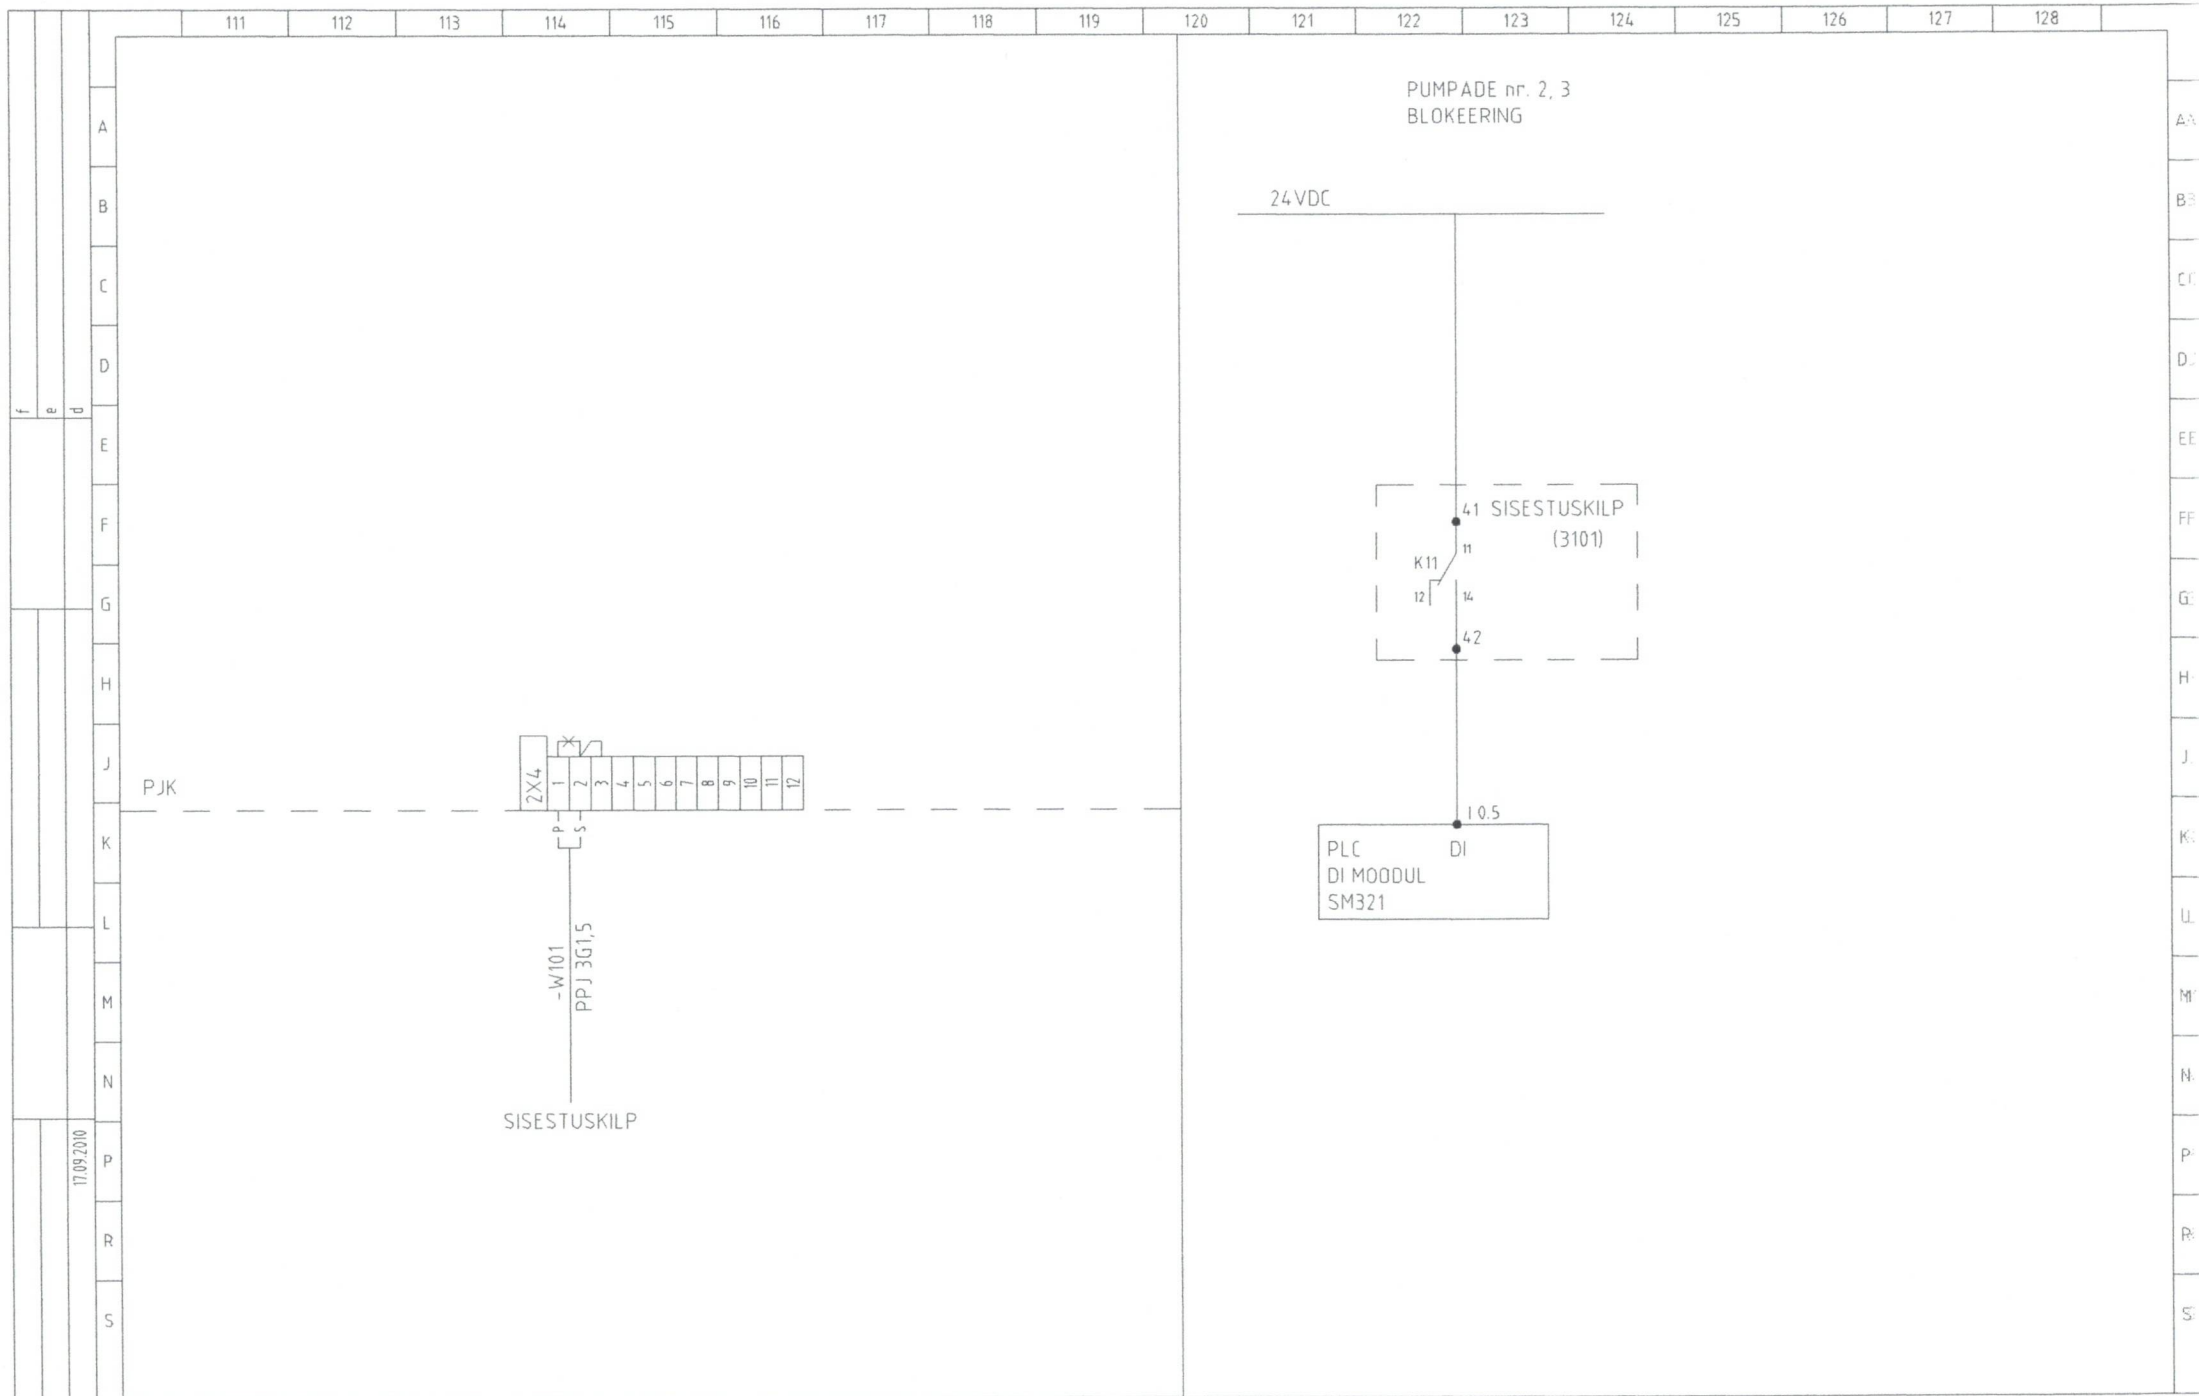 111 112 113 114 115 116 117 118 119 120 121 122 123 124 125 126 127 128
A
B
C
D
E
F
G
H
J
K
L
M
N
P
R
S
f
e
d
17.09.2010
PJK
2X4
1 2 3 4 5 6 7 8 9 10 11 12
P S
-W101
PPJ 3G1,5
SISESTUSKILP
PUMPADE nr. 2, 3
BLOKEERING
24VDC
41 SISESTUSKILP
(3101)
11
K11
12 14
42
I 0.5
PLC DI
DI MOODUL
SM321